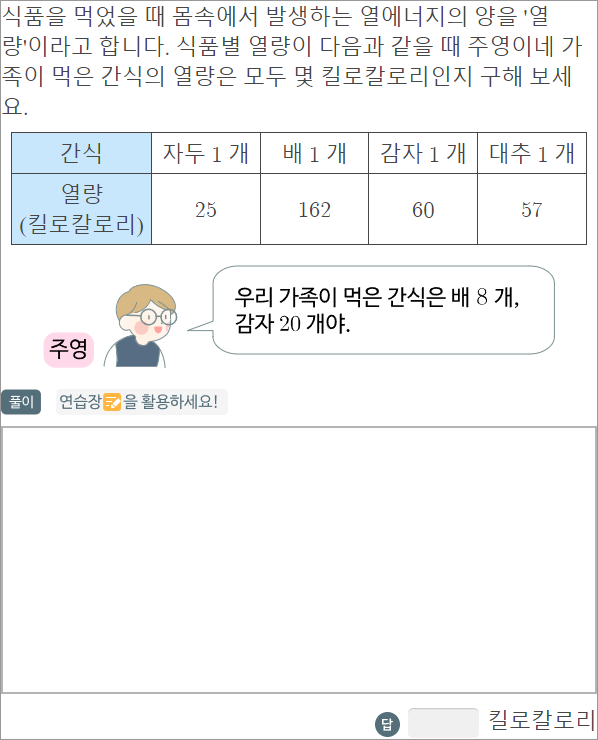 식품을 먹었을 때 몸속에서 발생하는 열에너지의 양을 '열
량'이라고 합니다. 식품별 열량이 다음과 같을 때 주영이네 가
족이 먹은 간식의 열량은 모두 몇 킬로칼로리인지 구해 보세
요.
간식 자두 1 개 배 1 개 감자 1 개 대추 1 개
열량
(킬로칼로리) 25 162 60 57
우리 가족이 먹은 간식은 배 8 개,
감자 20 개야.
주영
풀이 연습장을 활용하세요!
답 킬로칼로리